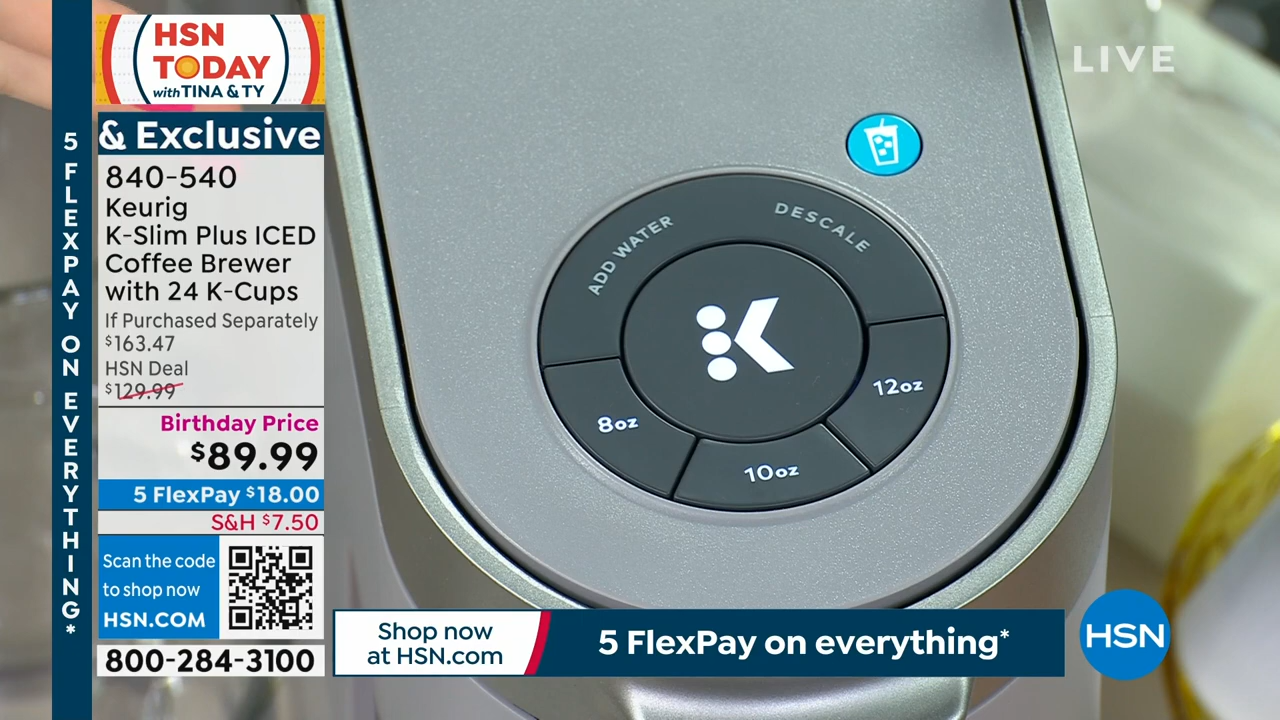 5 FLEXPAY ON EVERYTHING*
HSN
TODAY
with TINA & TY
& Exclusive
840-540
Keurig
K-Slim Plus ICED
Coffee Brewer
with 24 K-Cups
If Purchased Separately
$163.47
HSN Deal
$129.99
Birthday Price
$89.99
5 FlexPay $18.00
S&H $7.50
Scan the code
to shop now
HSN.COM
800-284-3100
LIVE
ADD WATER
DESCALE
K
8oz
10oz
12oz
Shop now
at HSN.com
5 FlexPay on everything*
HSN